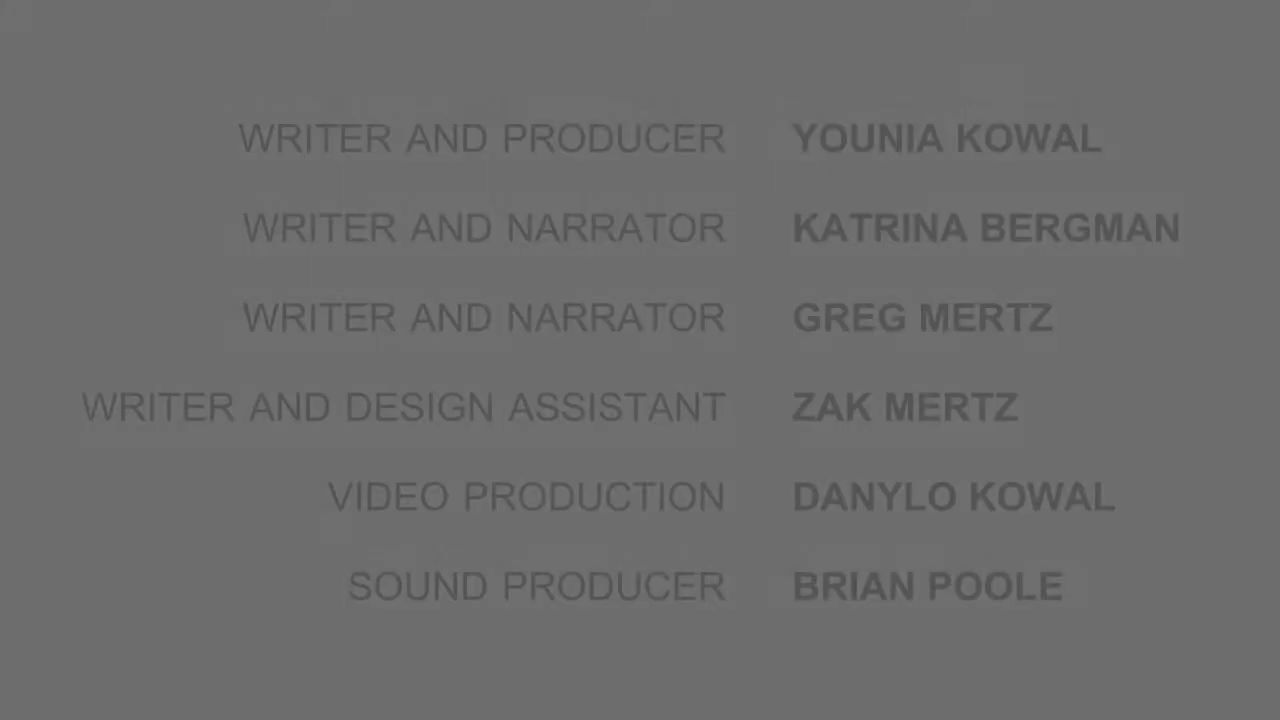 WRITER AND PRODUCER YOUNIA KOWAL
WRITER AND NARRATOR KATRINA BERGMAN
WRITER AND NARRATOR GREG MERTZ
WRITER AND DESIGN ASSISTANT ZAK MERTZ
VIDEO PRODUCTION DANYLO KOWAL
SOUND PRODUCER BRIAN POOLE